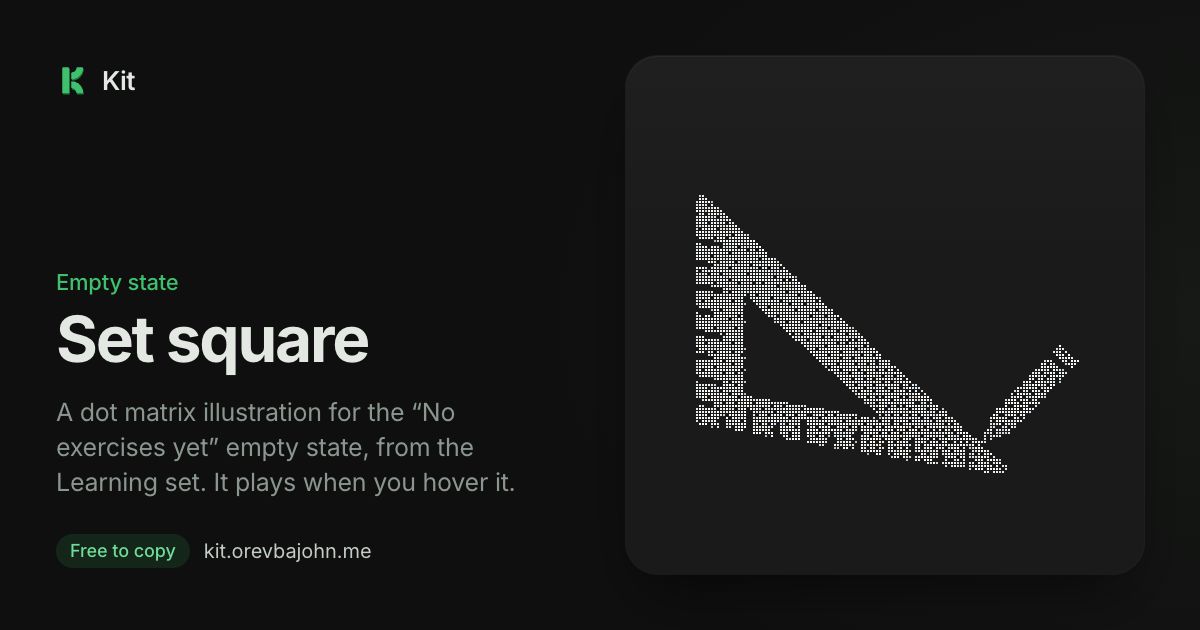 Kit
Empty state
Set square
A dot matrix illustration for the “No
exercises yet” empty state, from the
Learning set. It plays when you hover it.
Free to copy
kit.orevbajohn.me